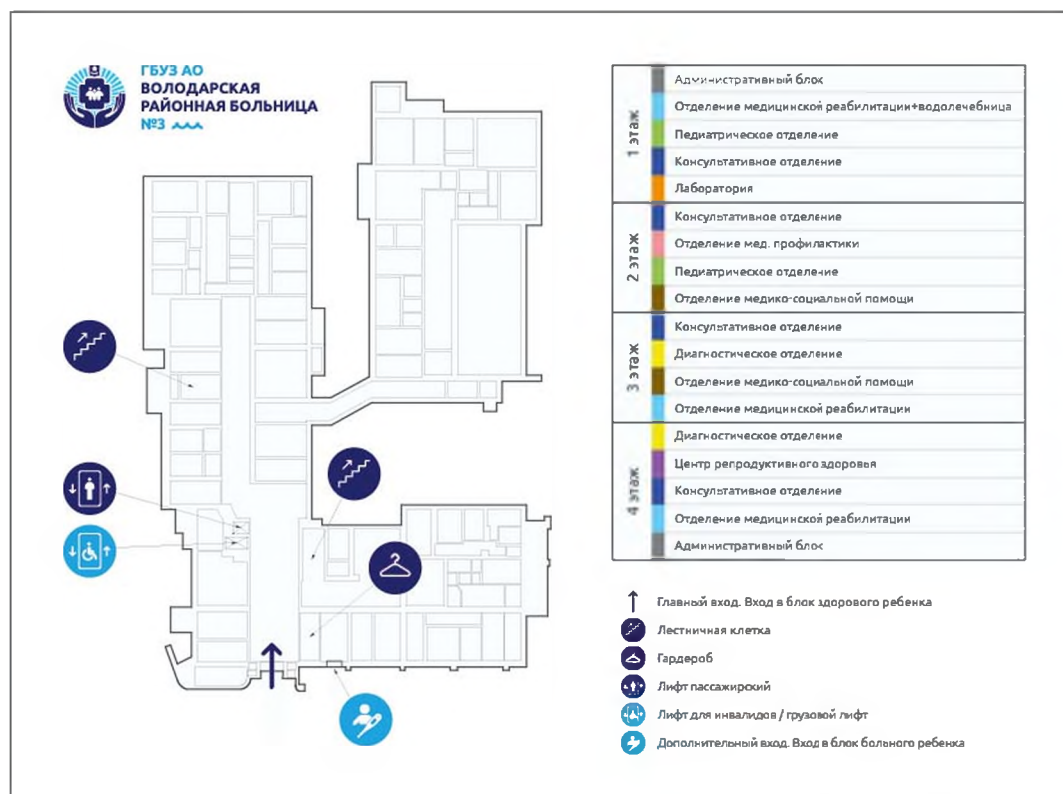 ГБУЗ АО
ВОЛОДАРСКАЯ
РАЙОННАЯ БОЛЬНИЦА
№3
1 этаж
Административный блок
Отделение медицинской реабилитации+водолечебница
Педиатрическое отделение
Консультативное отделение
Лаборатория
2 этаж
Консультативное отделение
Отделение мед. профилактики
Педиатрическое отделение
Отделение медико-социальной помощи
3 этаж
Консультативное отделение
Диагностическое отделение
Отделение медико-социальной помощи
Отделение медицинской реабилитации
4 этаж
Диагностическое отделение
Центр репродуктивного здоровья
Консультативное отделение
Отделение медицинской реабилитации
Административный блок
Главный вход. Вход в блок здорового ребенка
Лестничная клетка
Гардероб
Лифт пассажирский
Лифт для инвалидов / грузовой лифт
Дополнительный вход. Вход в блок больного ребенка